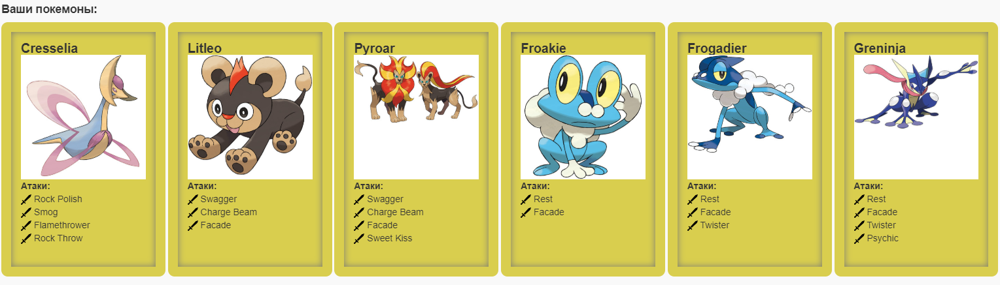 Ваши покемоны:
Cresselia
Атаки:
Rock Polish
Smog
Flamethrower
Rock Throw
Litleo
Атаки:
Swagger
Charge Beam
Facade
Pyroar
Атаки:
Swagger
Charge Beam
Facade
Sweet Kiss
Froakie
Атаки:
Rest
Facade
Frogadier
Атаки:
Rest
Facade
Twister
Greninja
Атаки:
Rest
Facade
Twister
Psychic